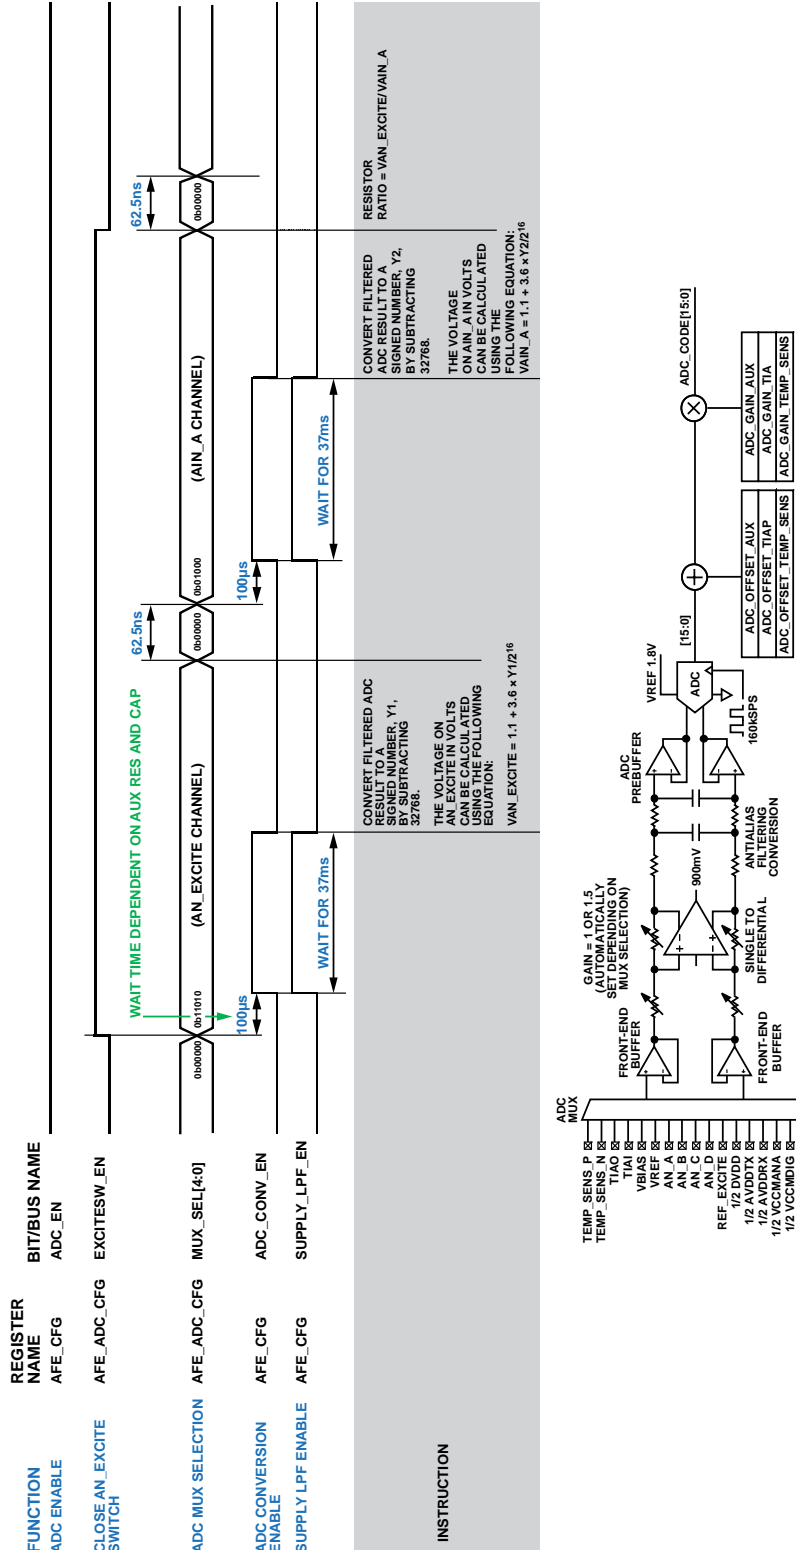 FUNCTION
REGISTER
NAME
BIT/BUS NAME
ADC ENABLE
AFE_CFG
ADC_EN
CLOSE AN_EXCITE
SWITCH
AFE_ADC_CFG
EXCITESW_EN
WAIT TIME DEPENDENT ON AUX RES AND CAP
62.5ns
62.5ns
ADC MUX SELECTION
AFE_ADC_CFG
MUX_SEL[4:0]
0b00000
0b11010
(AN_EXCITE CHANNEL)
0b00000
0b01000
(AIN_A CHANNEL)
0b00000
100µs
100µs
ADC CONVERSION
ENABLE
AFE_CFG
ADC_CONV_EN
SUPPLY LPF ENABLE
AFE_CFG
SUPPLY_LPF_EN
WAIT FOR 37ms
WAIT FOR 37ms
INSTRUCTION
CONVERT FILTERED ADC
RESULT TO A
SIGNED NUMBER, Y1,
BY SUBTRACTING
32768.
THE VOLTAGE ON
AN_EXCITE IN VOLTS
CAN BE CALCULATED
USING THE FOLLOWING
EQUATION:
VAN_EXCITE = 1.1 + 3.6 × Y1/2¹⁶
CONVERT FILTERED
ADC RESULT TO A
SIGNED NUMBER, Y2,
BY SUBTRACTING
32768.
THE VOLTAGE
ON AIN_A IN VOLTS
CAN BE CALCULATED
USING THE
FOLLOWING EQUATION:
VAIN_A = 1.1 + 3.6 × Y2/2¹⁶
RESISTOR
RATIO = VAN_EXCITE/VAIN_A
ADC
MUX
TEMP_SENS_P
TEMP_SENS_N
TIAO
TIAI
VBIAS
VREF
AN_A
AN_B
AN_C
AN_D
REF_EXCITE
1/2 DVDD
1/2 AVDDTX
1/2 AVDDRX
1/2 VCCMANA
1/2 VCCMDIG
FRONT-END
BUFFER
FRONT-END
BUFFER
GAIN = 1 OR 1.5
(AUTOMATICALLY
SET DEPENDING ON
MUX SELECTION)
900mV
SINGLE TO
DIFFERENTIAL
ANTIALIAS
FILTERING
CONVERSION
ADC
PREBUFFER
VREF 1.8V
ADC
160kSPS
[15:0]
ADC_OFFSET_AUX
ADC_OFFSET_TIAP
ADC_OFFSET_TEMP_SENS
ADC_GAIN_AUX
ADC_GAIN_TIA
ADC_GAIN_TEMP_SENS
ADC_CODE[15:0]